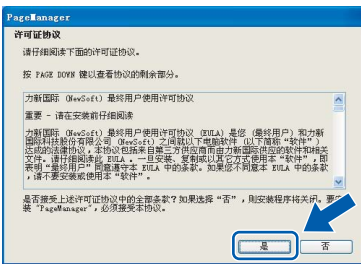 PageManager
许可证协议
请仔细阅读下面的许可证协议。
按 PAGE DOWN 键以查看协议的剩余部分。
力新国际 (NewSoft) 最终用户使用许可协议
重要 - 请在安装前仔细阅读
力新国际 (NewSoft) 最终用户使用许可协议 (EULA) 是您 (最终用户) 和力新
国际科技股份有限公司 (NewSoft) 之间就以下电脑软件 (以下简称 “软件” )
达成的法律协议，本协议包括来自第三方供应商而由力新国际供应的软件和相关
文件。请仔细阅读此 EULA 。一旦安装、复制或以其它方式使用本 “软件” ，即
表明 “最终用户” 同意遵守本 EULA 中的条款。如果您不同意本 EULA 中的条款
，请不要安装或使用本 “软件” 。
是否接受上述许可证协议中的全部条款？如果选择 “否” ，则安装程序将关闭。要安
装 “PageManager” ，必须接受本协议。
是
否